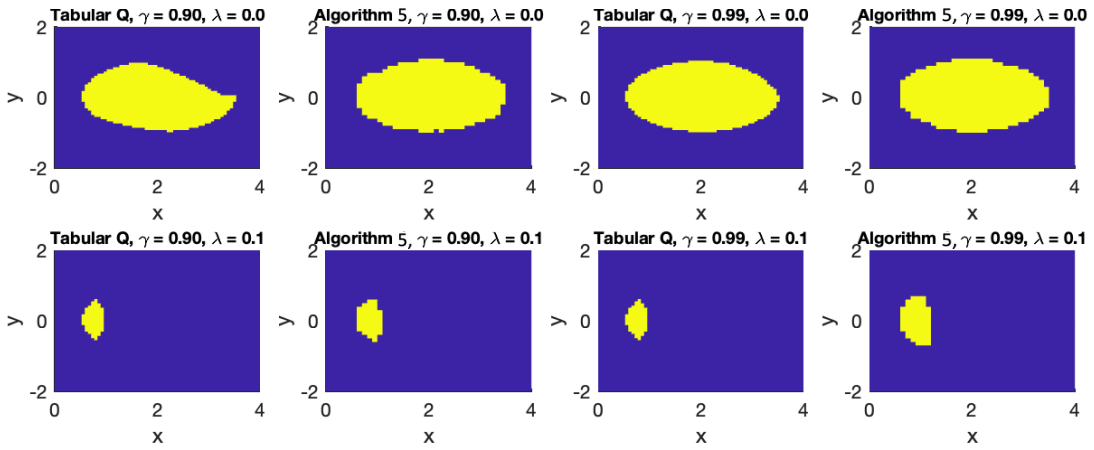 Tabular Q, γ = 0.90, λ = 0.0
2
0
-2
y
0
2
4
x
Algorithm 5, γ = 0.90, λ = 0.0
2
0
-2
y
0
2
4
x
Tabular Q, γ = 0.99, λ = 0.0
2
0
-2
y
0
2
4
x
Algorithm 5, γ = 0.99, λ = 0.0
2
0
-2
y
0
2
4
x
Tabular Q, γ = 0.90, λ = 0.1
2
0
-2
y
0
2
4
x
Algorithm 5, γ = 0.90, λ = 0.1
2
0
-2
y
0
2
4
x
Tabular Q, γ = 0.99, λ = 0.1
2
0
-2
y
0
2
4
x
Algorithm 5, γ = 0.99, λ = 0.1
2
0
-2
y
0
2
4
x